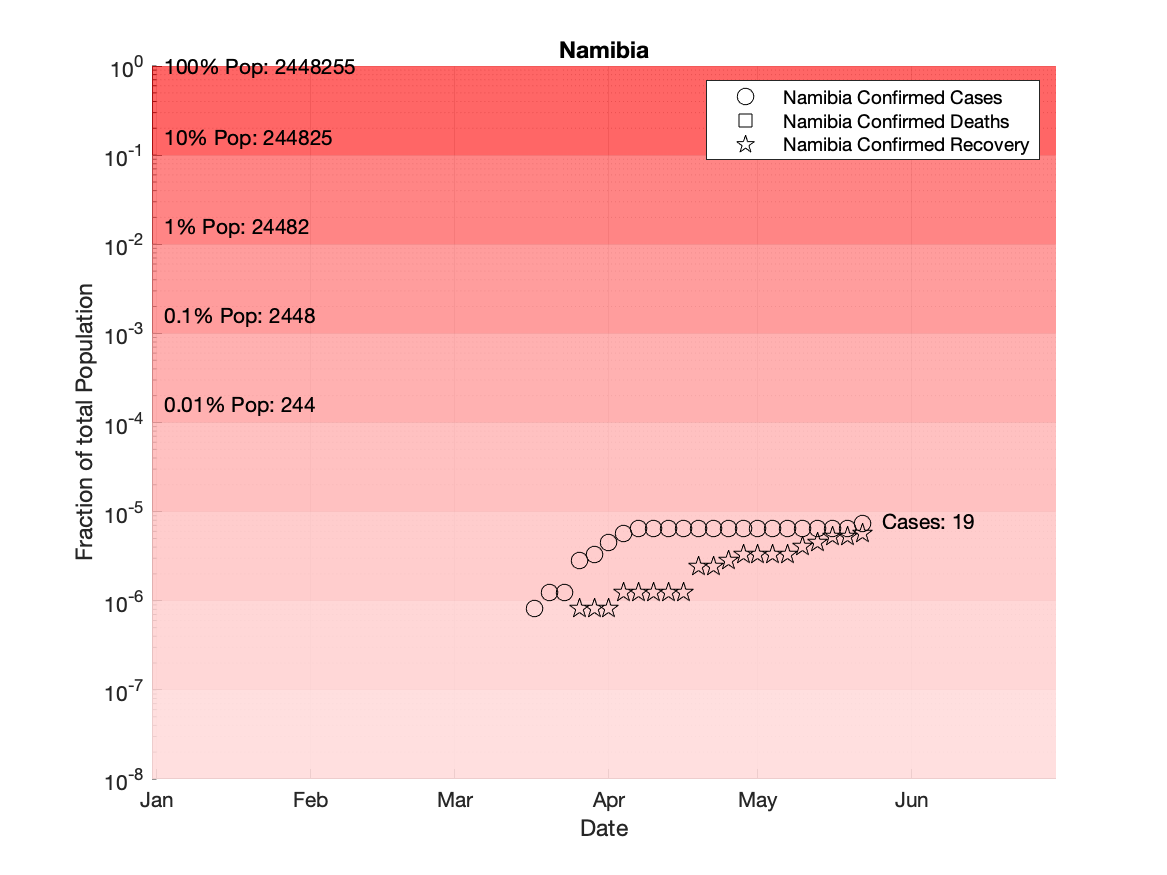 Namibia
10^0
10^-1
10^-2
10^-3
10^-4
10^-5
10^-6
10^-7
10^-8
Fraction of total Population
100% Pop: 2448255
10% Pop: 244825
1% Pop: 24482
0.1% Pop: 2448
0.01% Pop: 244
Namibia Confirmed Cases
Namibia Confirmed Deaths
Namibia Confirmed Recovery
Cases: 19
Jan Feb Mar Apr May Jun
Date